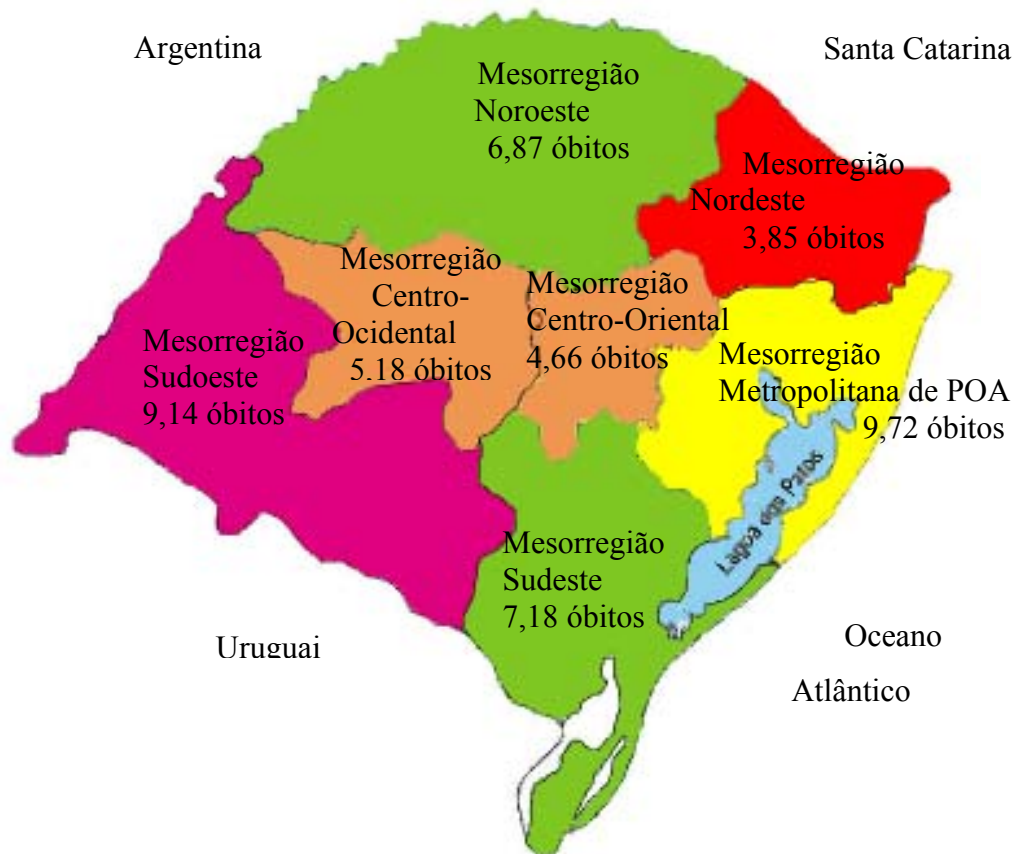 Argentina
Santa Catarina
Mesorregião
Noroeste
6,87 óbitos
Mesorregião
Nordeste
3,85 óbitos
Mesorregião
Centro-
Ocidental
5,18 óbitos
Mesorregião
Centro-Oriental
4,66 óbitos
Mesorregião
Sudoeste
9,14 óbitos
Mesorregião
Metropolitana de POA
9,72 óbitos
Lagoa dos Patos
Mesorregião
Sudeste
7,18 óbitos
Uruguai
Oceano
Atlântico